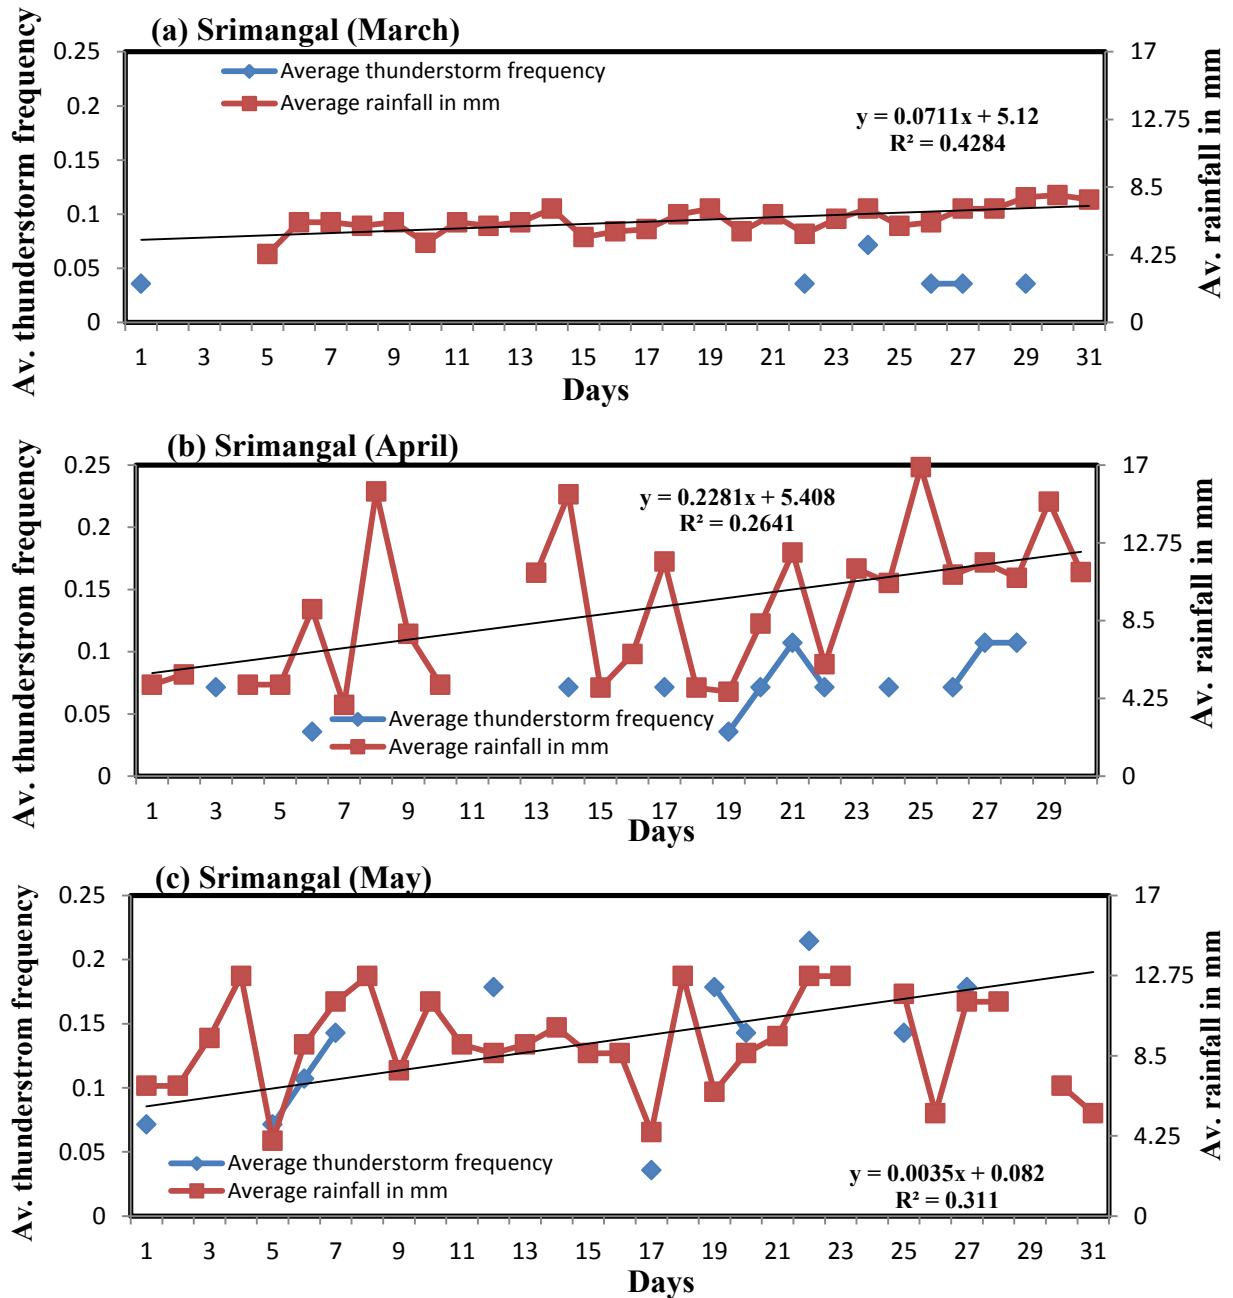 (a) Srimangal (March)
Av. thunderstorm frequency
0.25
0.2
0.15
0.1
0.05
0
Average thunderstorm frequency
Average rainfall in mm
y = 0.0711x + 5.12
R² = 0.4284
17
12.75
8.5
4.25
0
Av. rainfall in mm
1 3 5 7 9 11 13 15 17 19 21 23 25 27 29 31
Days
(b) Srimangal (April)
Av. thunderstrom frequency
0.25
0.2
0.15
0.1
0.05
0
y = 0.2281x + 5.408
R² = 0.2641
Average thunderstorm frequency
Average rainfall in mm
17
12.75
8.5
4.25
0
Av. rainfall in mm
1 3 5 7 9 11 13 15 17 19 21 23 25 27 29
Days
(c) Srimangal (May)
Av. thunderstrom frequency
0.25
0.2
0.15
0.1
0.05
0
Average thunderstorm frequency
Average rainfall in mm
y = 0.0035x + 0.082
R² = 0.311
17
12.75
8.5
4.25
0
Av. rainfall in mm
1 3 5 7 9 11 13 15 17 19 21 23 25 27 29 31
Days